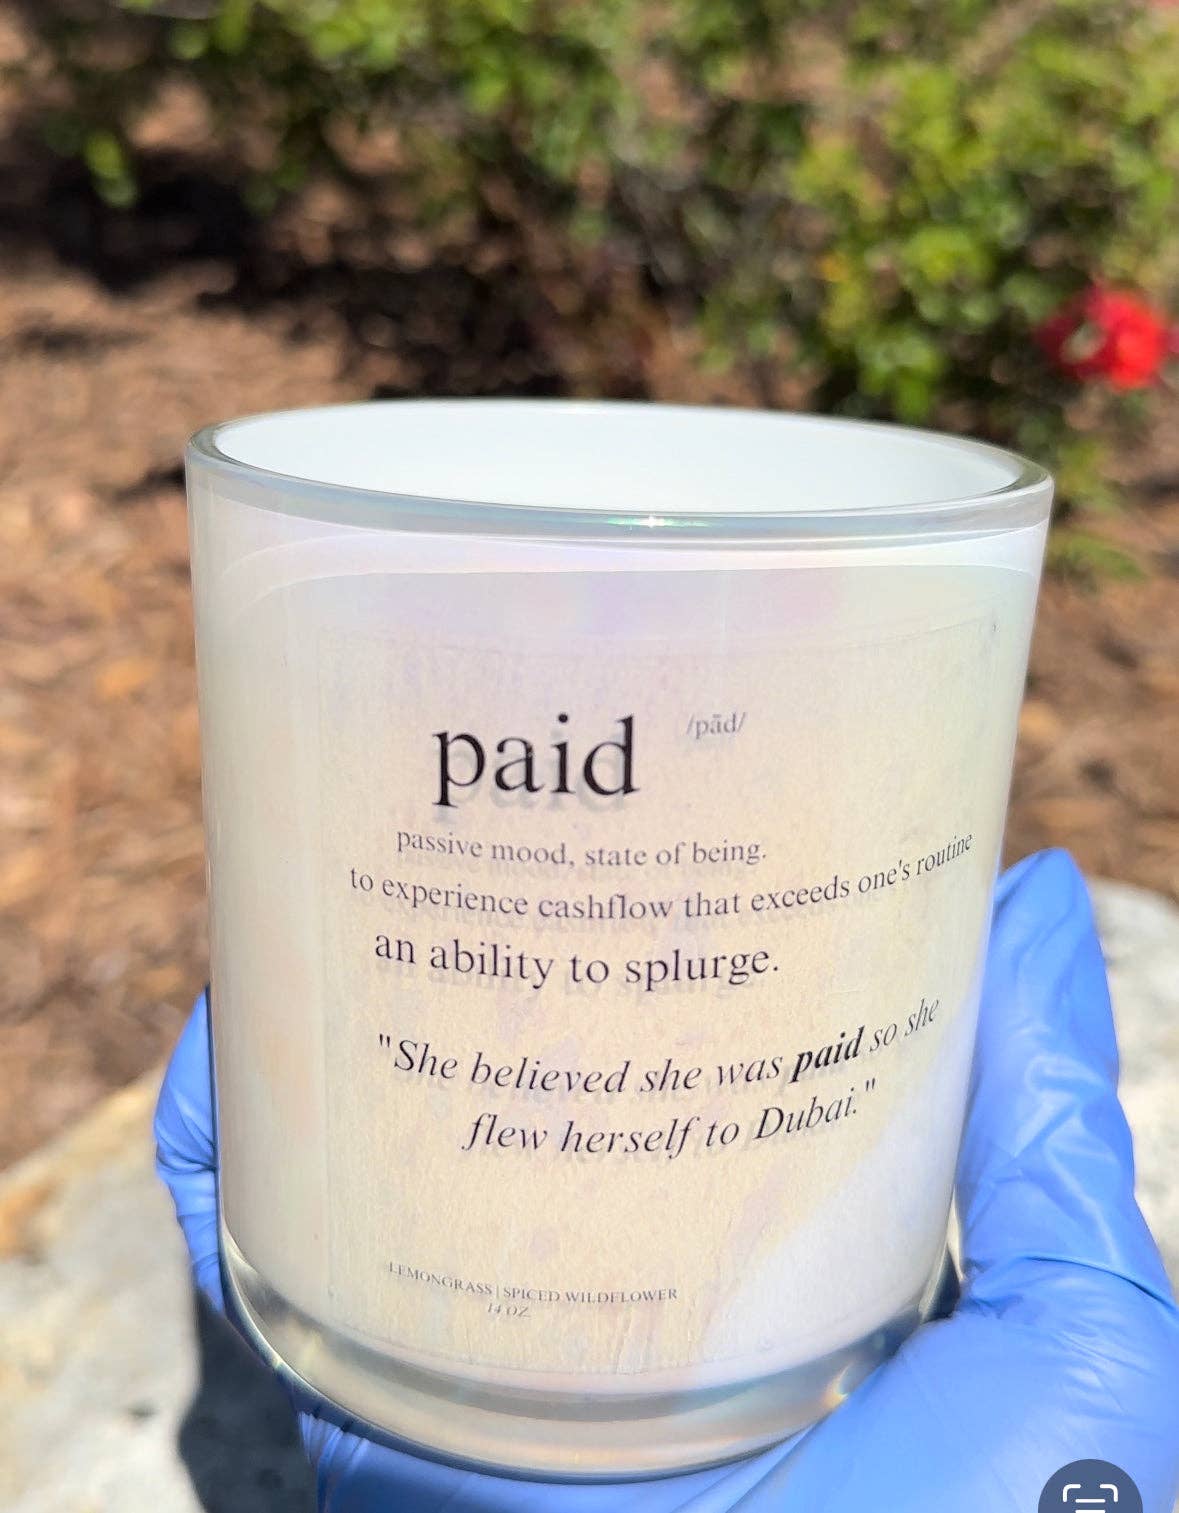 paid /pād/
passive mood, state of being.
to experience cashflow that exceeds one's routine
an ability to splurge.
"She believed she was paid so she
flew herself to Dubai."
LEMONGRASS | SPICED WILDFLOWER
14 OZ